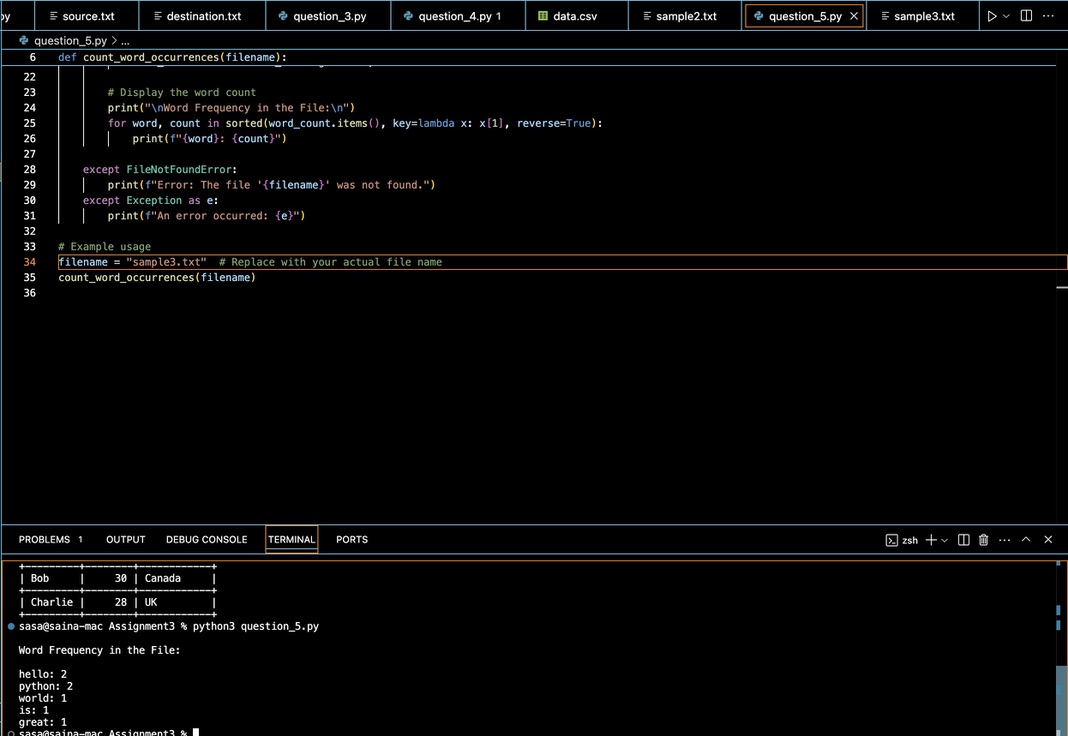 py source.txt destination.txt question_3.py question_4.py 1 data.csv sample2.txt question_5.py sample3.txt
question_5.py > ...
6 def count_word_occurrences(filename):
22
23 # Display the word count
24 print("\nWord Frequency in the File:\n")
25 for word, count in sorted(word_count.items(), key=lambda x: x[1], reverse=True):
26 print(f"{word}: {count}")
27
28 except FileNotFoundError:
29 print(f"Error: The file '{filename}' was not found.")
30 except Exception as e:
31 print(f"An error occurred: {e}")
32
33 # Example usage
34 filename = "sample3.txt"  # Replace with your actual file name
35 count_word_occurrences(filename)
36
PROBLEMS 1 OUTPUT DEBUG CONSOLE TERMINAL PORTS zsh
+---------+--------+------------+
| Bob     |     30 | Canada     |
+---------+--------+------------+
| Charlie |     28 | UK         |
+---------+--------+------------+
sasa@saina-mac Assignment3 % python3 question_5.py
Word Frequency in the File:
hello: 2
python: 2
world: 1
is: 1
great: 1
sasa@saina-mac Assignment3 %